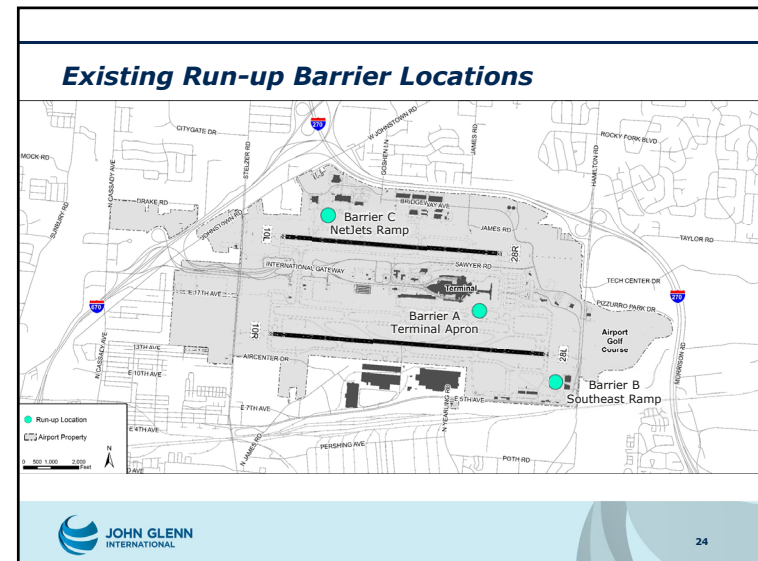 Existing Run-up Barrier Locations
270
CITYGATE DR
W JOHNSTOWN RD
GOSHEN LN
JAMES RD
ROCKY FORK BLVD
MOCK RD
N CASSADY AVE
STELZER RD
HAMILTON RD
SUNBURY RD
DRAKE RD
BRIDGEWAY AVE
JOHNSTOWN RD
Barrier C
NetJets Ramp
JAMES RD
TAYLOR RD
10L
28R
INTERNATIONAL GATEWAY
SAWYER RD
TECH CENTER DR
Terminal
E 17TH AVE
670
270
PIZZURRO PARK DR
Barrier A
Terminal Apron
10R
Airport
Golf
Course
13TH AVE
AIRCENTER DR
28L
N CASSADY AVE
E 10TH AVE
MORRISON RD
Barrier B
Southeast Ramp
E 5TH AVE
E 7TH AVE
N YEARLING RD
Run-up Location
E 4TH AVE
Airport Property
N JAMES RD
PERSHING AVE
POTH RD
0 500 1,000 2,000
Feet
N
D AVE
JOHN GLENN
INTERNATIONAL
24